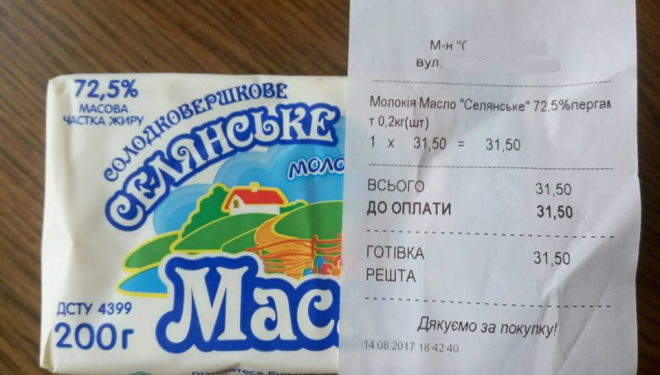 72,5%
МАСОВА
ЧАСТКА ЖИРУ
СОЛОДКОВЕРШКОВЕ
СЕЛЯНСЬКЕ
МОЛО
Мас
ДСТУ 4399
200г
М-н "(
вул.
Молокія Масло "Селянське" 72,5%пергам
т 0,2кг(шт)
1 х 31,50 = 31,50
ВСЬОГО 31,50
ДО ОПЛАТИ 31,50
ГОТІВКА 31,50
РЕШТА
Дякуємо за покупку!
14.08.2017 18:42:40